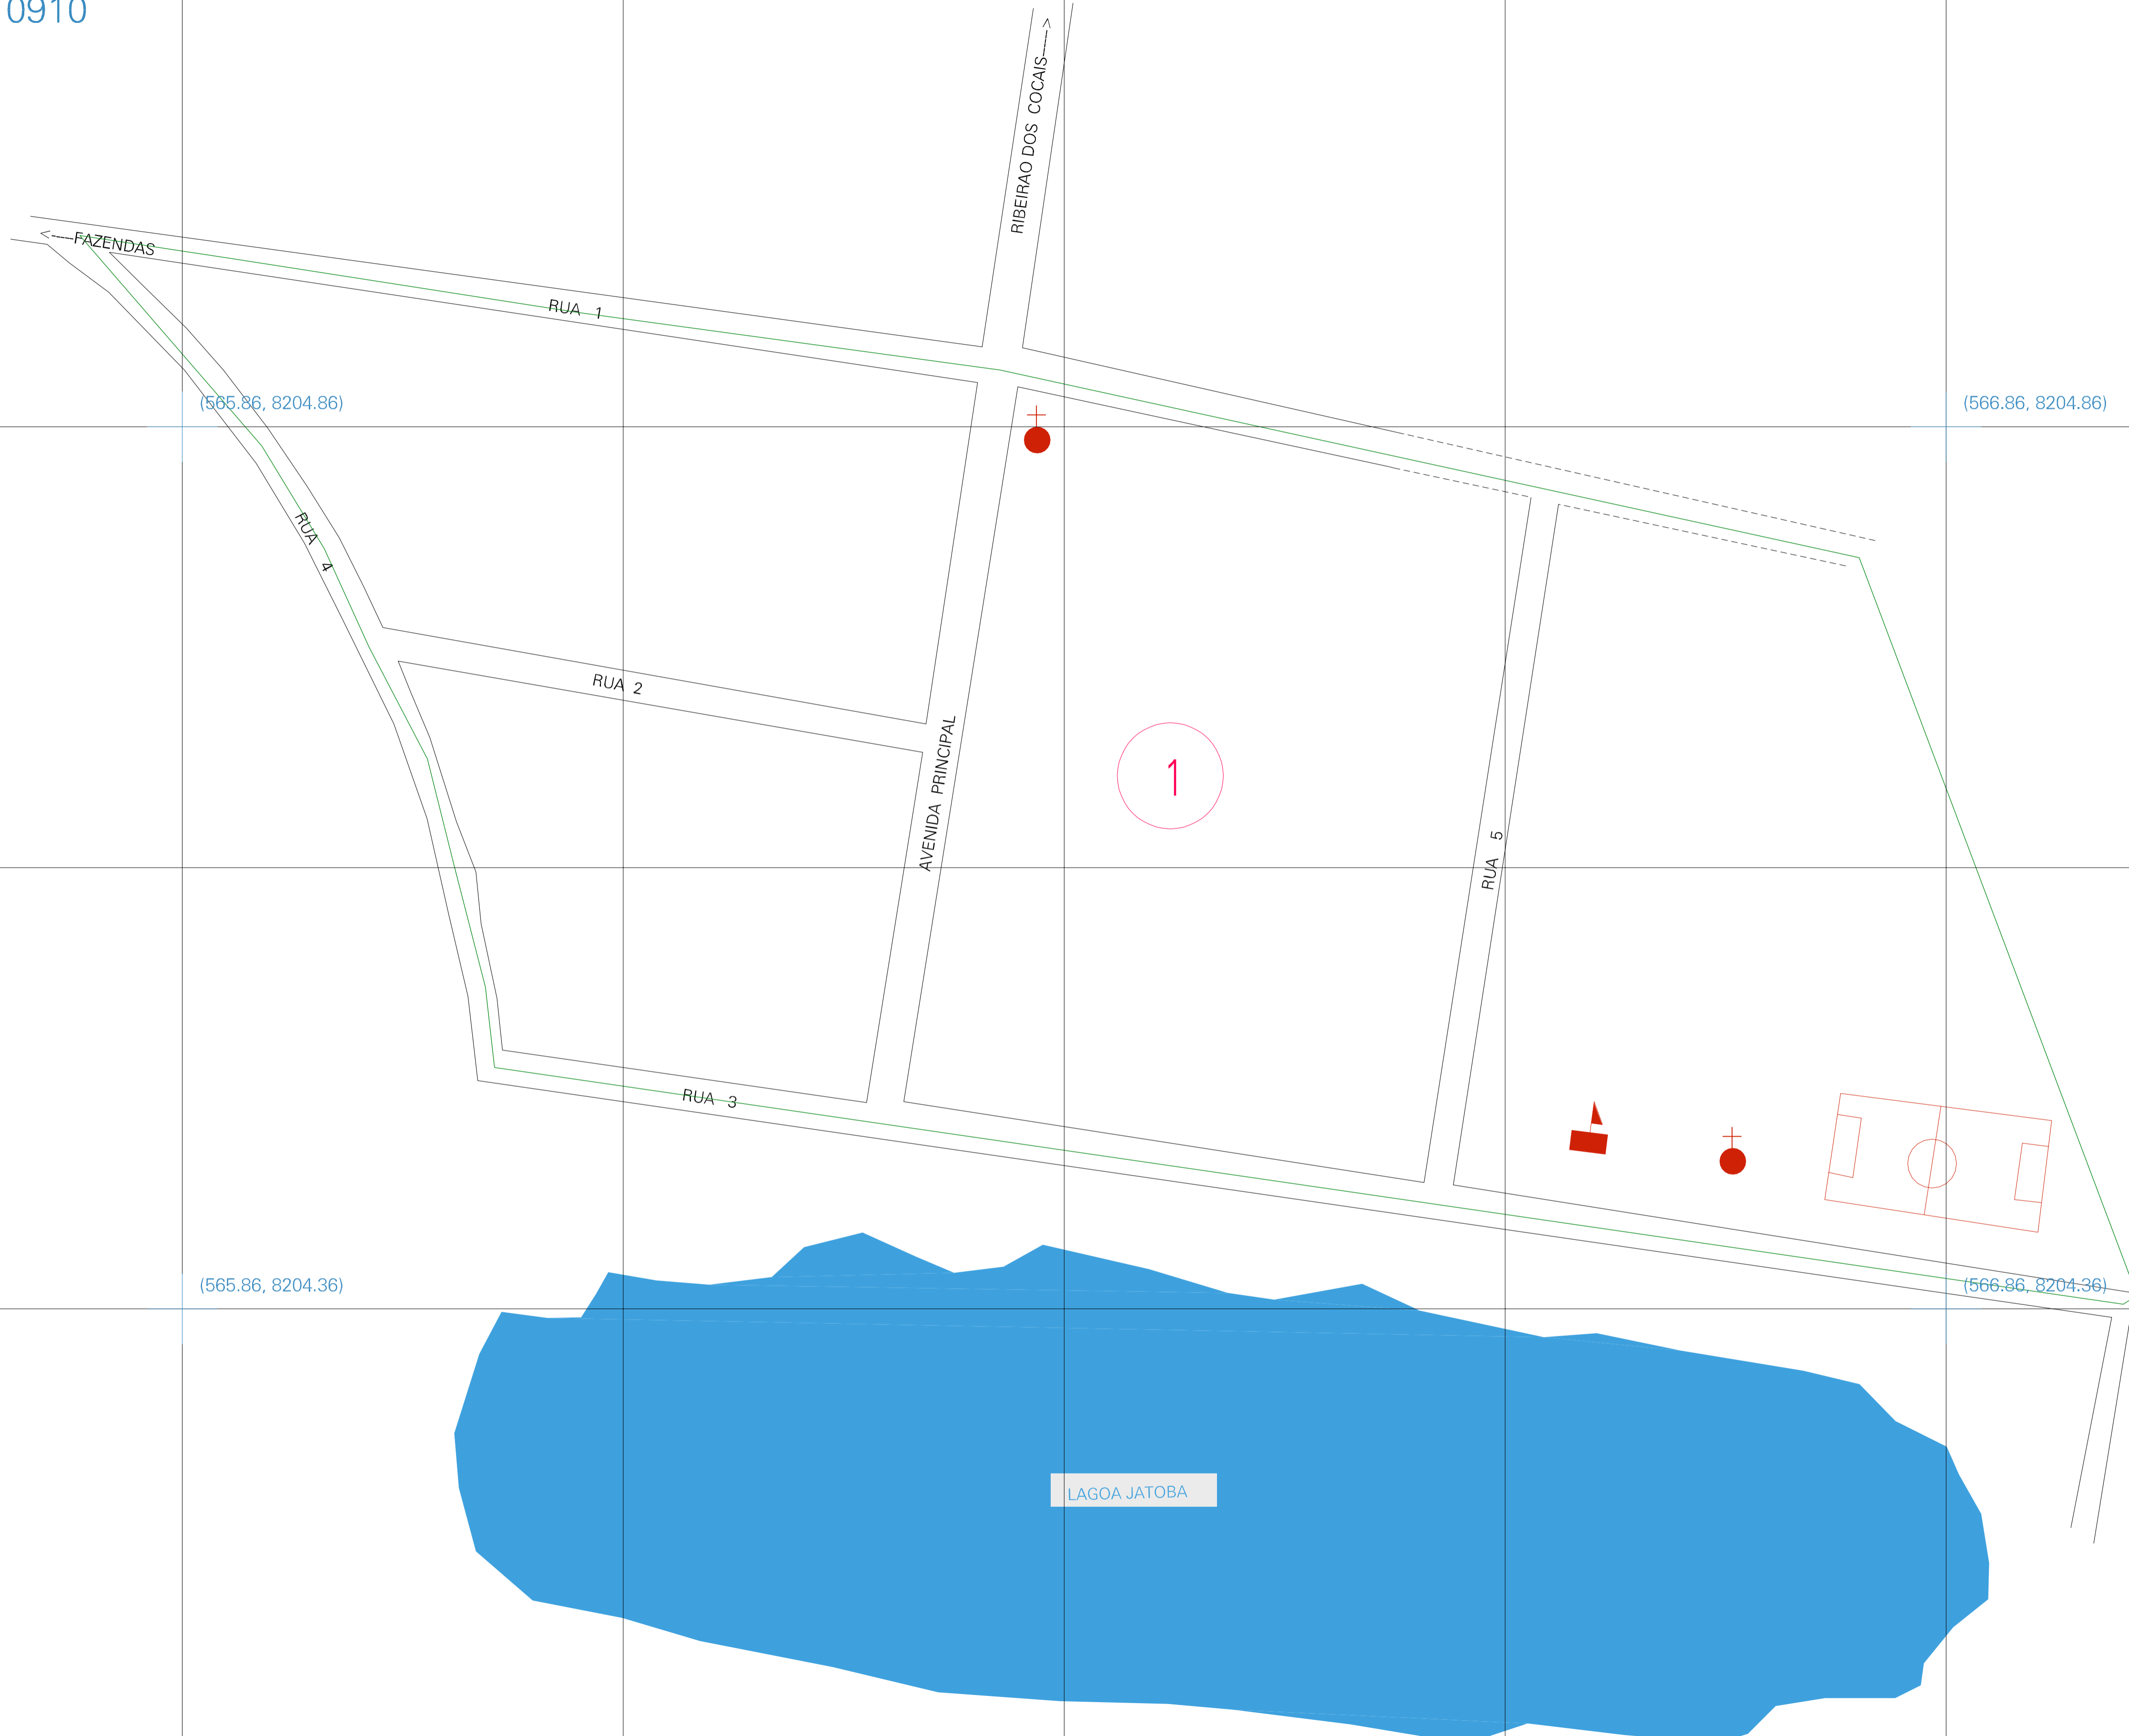 0910
RIBEIRAO DOS COCAIS
FAZENDAS
RUA 1
(565.86, 8204.86)
(566.86, 8204.86)
RUA 4
RUA 2
AVENIDA PRINCIPAL
1
RUA 5
RUA 3
(565.86, 8204.36)
(566.86, 8204.36)
LAGOA JATOBA